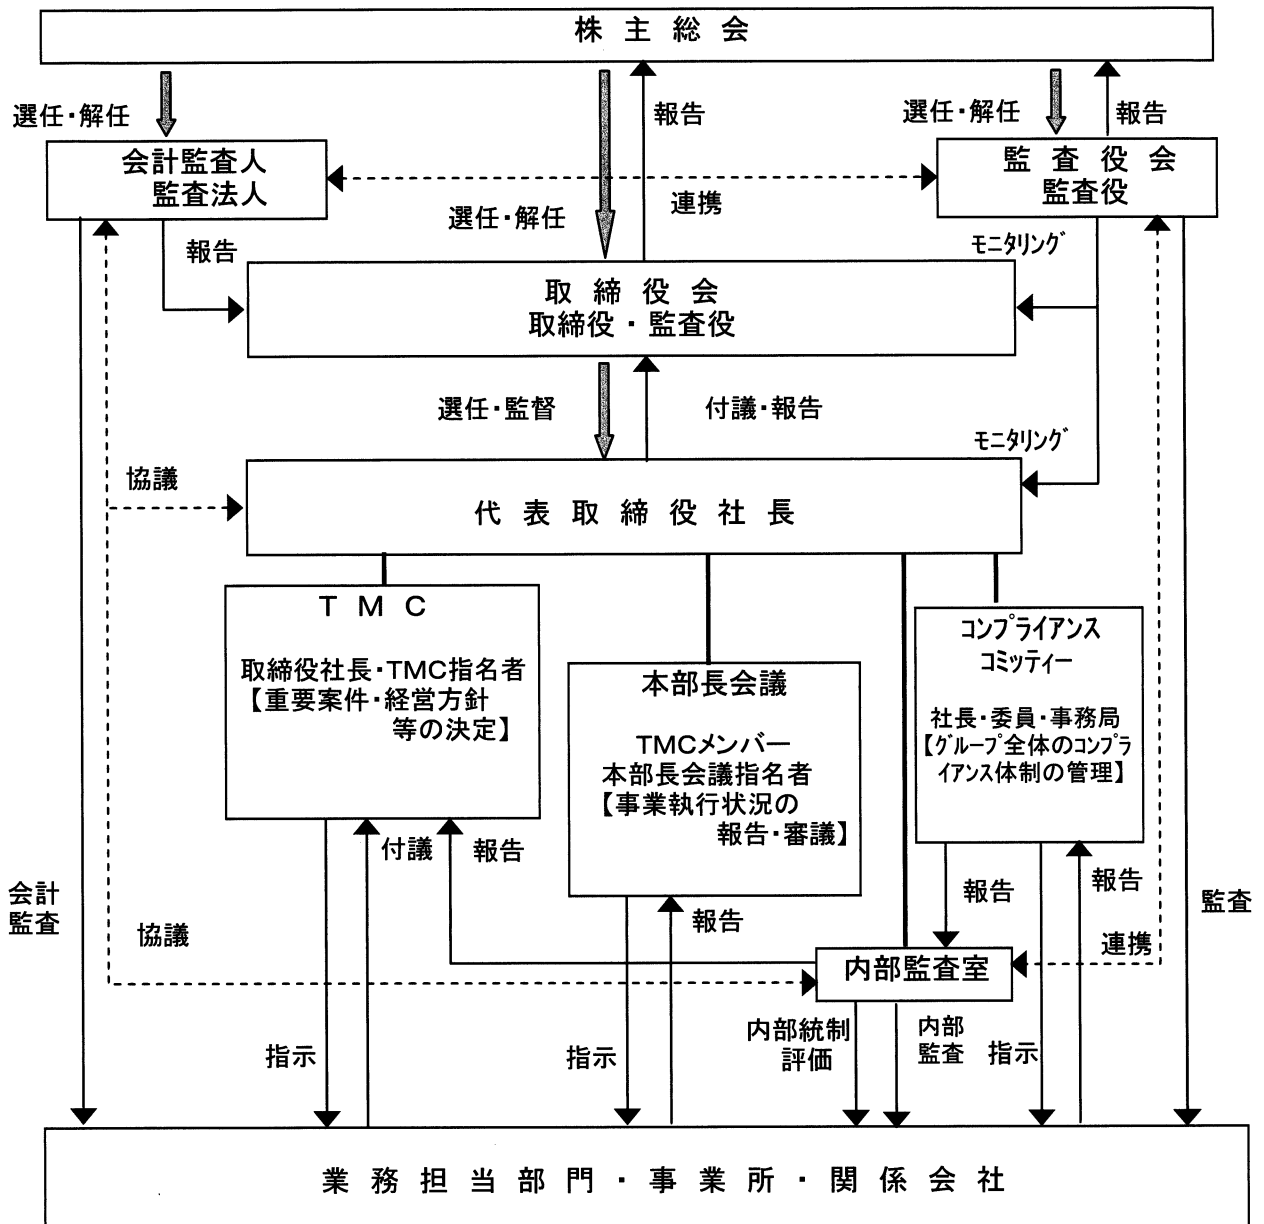 株主総会
選任・解任
報告
選任・解任
報告
会計監査人
監査法人
監査役会
監査役
連携
選任・解任
報告
ﾓﾆﾀﾘﾝｸﾞ
取締役会
取締役・監査役
選任・監督
付議・報告
ﾓﾆﾀﾘﾝｸﾞ
協議
代表取締役社長
TMC
取締役社長・TMC指名者
【重要案件・経営方針
等の決定】
本部長会議
TMCメンバー
本部長会議指名者
【事業執行状況の
報告・審議】
ｺﾝﾌﾟﾗｲｱﾝｽ
ｺﾐｯﾃｨｰ
社長・委員・事務局
【ｸﾞﾙｰﾌﾟ全体のｺﾝﾌﾟﾗ
ｲｱﾝｽ体制の管理】
付議
報告
会計
監査
報告
報告
報告
監査
協議
連携
内部監査室
指示
指示
内部統制
評価
内部
監査
指示
業務担当部門・事業所・関係会社